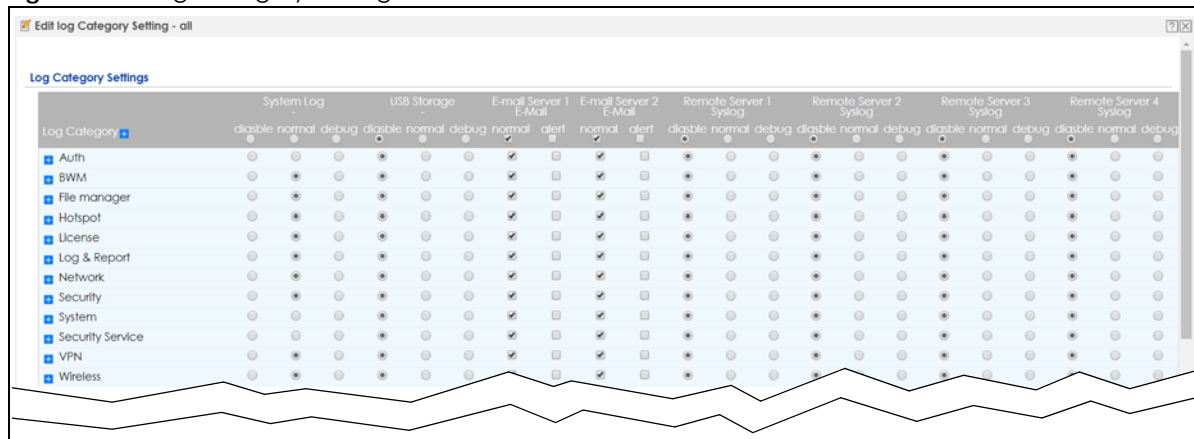 Edit log Category Setting - all
Log Category Settings
System Log USB Storage E-mail Server 1 E-mail Server 2 Remote Server 1 Remote Server 2 Remote Server 3 Remote Server 4
- - E-Mail E-Mail Syslog Syslog Syslog Syslog
Log Category disable normal debug disable normal debug normal alert normal alert disable normal debug disable normal debug disable normal debug disable normal debug
Auth
BWM
File manager
Hotspot
License
Log & Report
Network
Security
System
Security Service
VPN
Wireless